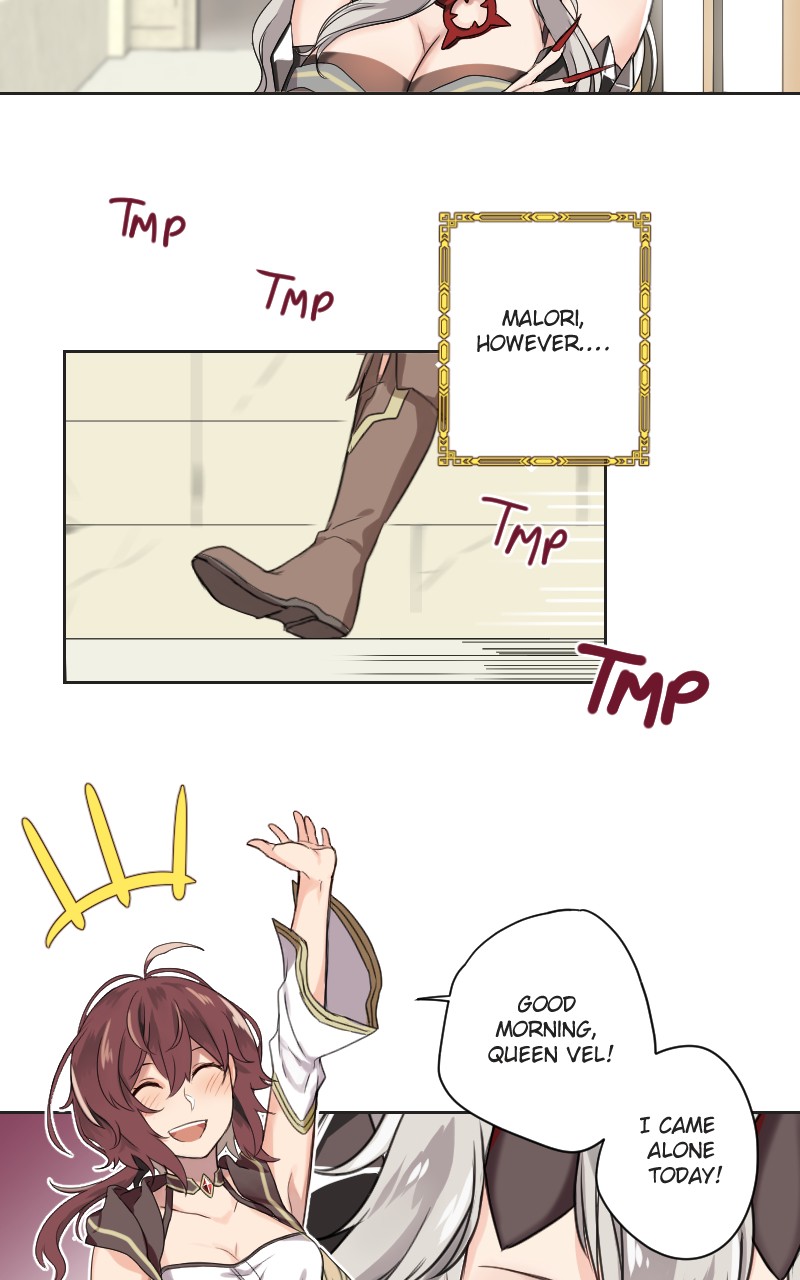 TMP
TMP
MALORI,
HOWEVER....
TMP
TMP
GOOD
MORNING,
QUEEN VEL!
I CAME
ALONE
TODAY!